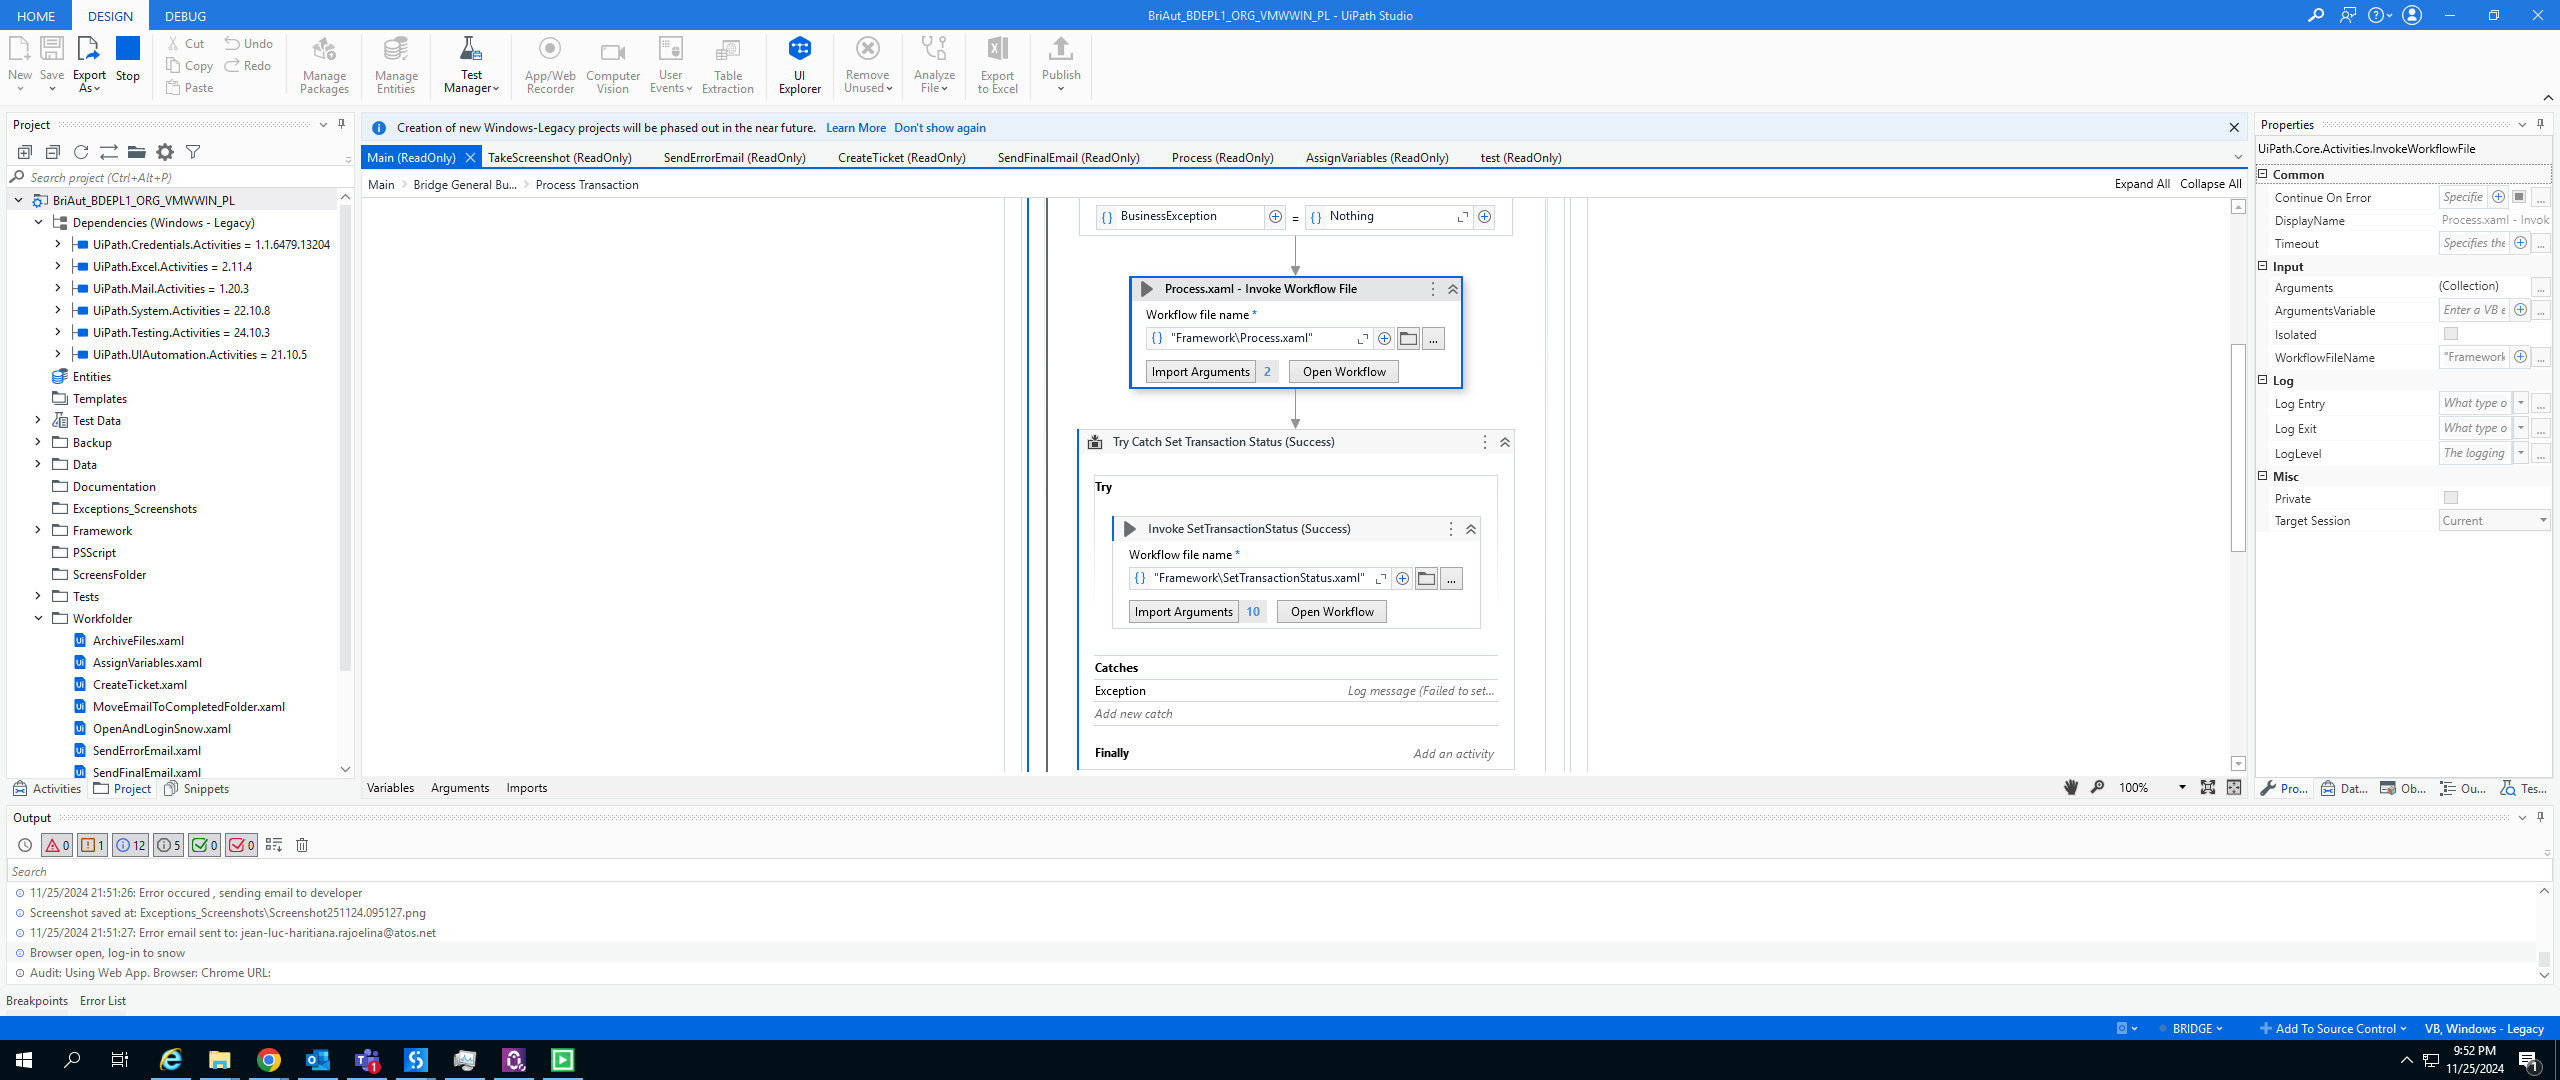 HOME DESIGN DEBUG BriAut_BDEPL1_ORG_VMWWIN_PL - UiPath Studio
New Save Export As Stop
Cut Undo
Copy Redo
Paste
Manage Packages
Manage Entities
Test Manager
App/Web Recorder
Computer Vision
User Events
Table Extraction
UI Explorer
Remove Unused
Analyze File
Export to Excel
Publish
Project
Search project (Ctrl+Alt+P)
BriAut_BDEPL1_ORG_VMWWIN_PL
Dependencies (Windows - Legacy)
UiPath.Credentials.Activities = 1.1.6479.13204
UiPath.Excel.Activities = 2.11.4
UiPath.Mail.Activities = 1.20.3
UiPath.System.Activities = 22.10.8
UiPath.Testing.Activities = 24.10.3
UiPath.UIAutomation.Activities = 21.10.5
Entities
Templates
Test Data
Backup
Data
Documentation
Exceptions_Screenshots
Framework
PSScript
ScreensFolder
Tests
Workfolder
ArchiveFiles.xaml
AssignVariables.xaml
CreateTicket.xaml
MoveEmailToCompletedFolder.xaml
OpenAndLoginSnow.xaml
SendErrorEmail.xaml
SendFinalEmail.xaml
Activities Project Snippets
Creation of new Windows-Legacy projects will be phased out in the near future. Learn More Don't show again
Main (ReadOnly) TakeScreenshot (ReadOnly) SendErrorEmail (ReadOnly) CreateTicket (ReadOnly) SendFinalEmail (ReadOnly) Process (ReadOnly) AssignVariables (ReadOnly) test (ReadOnly)
Main > Bridge General Bu... > Process Transaction Expand All Collapse All
BusinessException = Nothing
Process.xaml - Invoke Workflow File
Workflow file name *
"Framework\Process.xaml" ...
Import Arguments 2 Open Workflow
Try Catch Set Transaction Status (Success)
Try
Invoke SetTransactionStatus (Success)
Workflow file name *
"Framework\SetTransactionStatus.xaml" ...
Import Arguments 10 Open Workflow
Catches
Exception Log message (Failed to set...
Add new catch
Finally Add an activity
Variables Arguments Imports 100%
Properties
UiPath.Core.Activities.InvokeWorkflowFile
Common
Continue On Error Specifie ...
DisplayName Process.xaml - Invok
Timeout Specifies the ...
Input
Arguments (Collection) ...
ArgumentsVariable Enter a VB e ...
Isolated
WorkflowFileName "Framework ...
Log
Log Entry What type o ...
Log Exit What type o ...
LogLevel The logging ...
Misc
Private
Target Session Current
Pro... Dat... Ob... Ou... Tes...
Output
0 1 12 5 0 0
Search
11/25/2024 21:51:26: Error occured , sending email to developer
Screenshot saved at: Exceptions_Screenshots\Screenshot251124.095127.png
11/25/2024 21:51:27: Error email sent to: jean-luc-haritiana.rajoelina@atos.net
Browser open, log-in to snow
Audit: Using Web App. Browser: Chrome URL:
Breakpoints Error List
BRIDGE Add To Source Control VB, Windows - Legacy
9:52 PM
11/25/2024
1
1